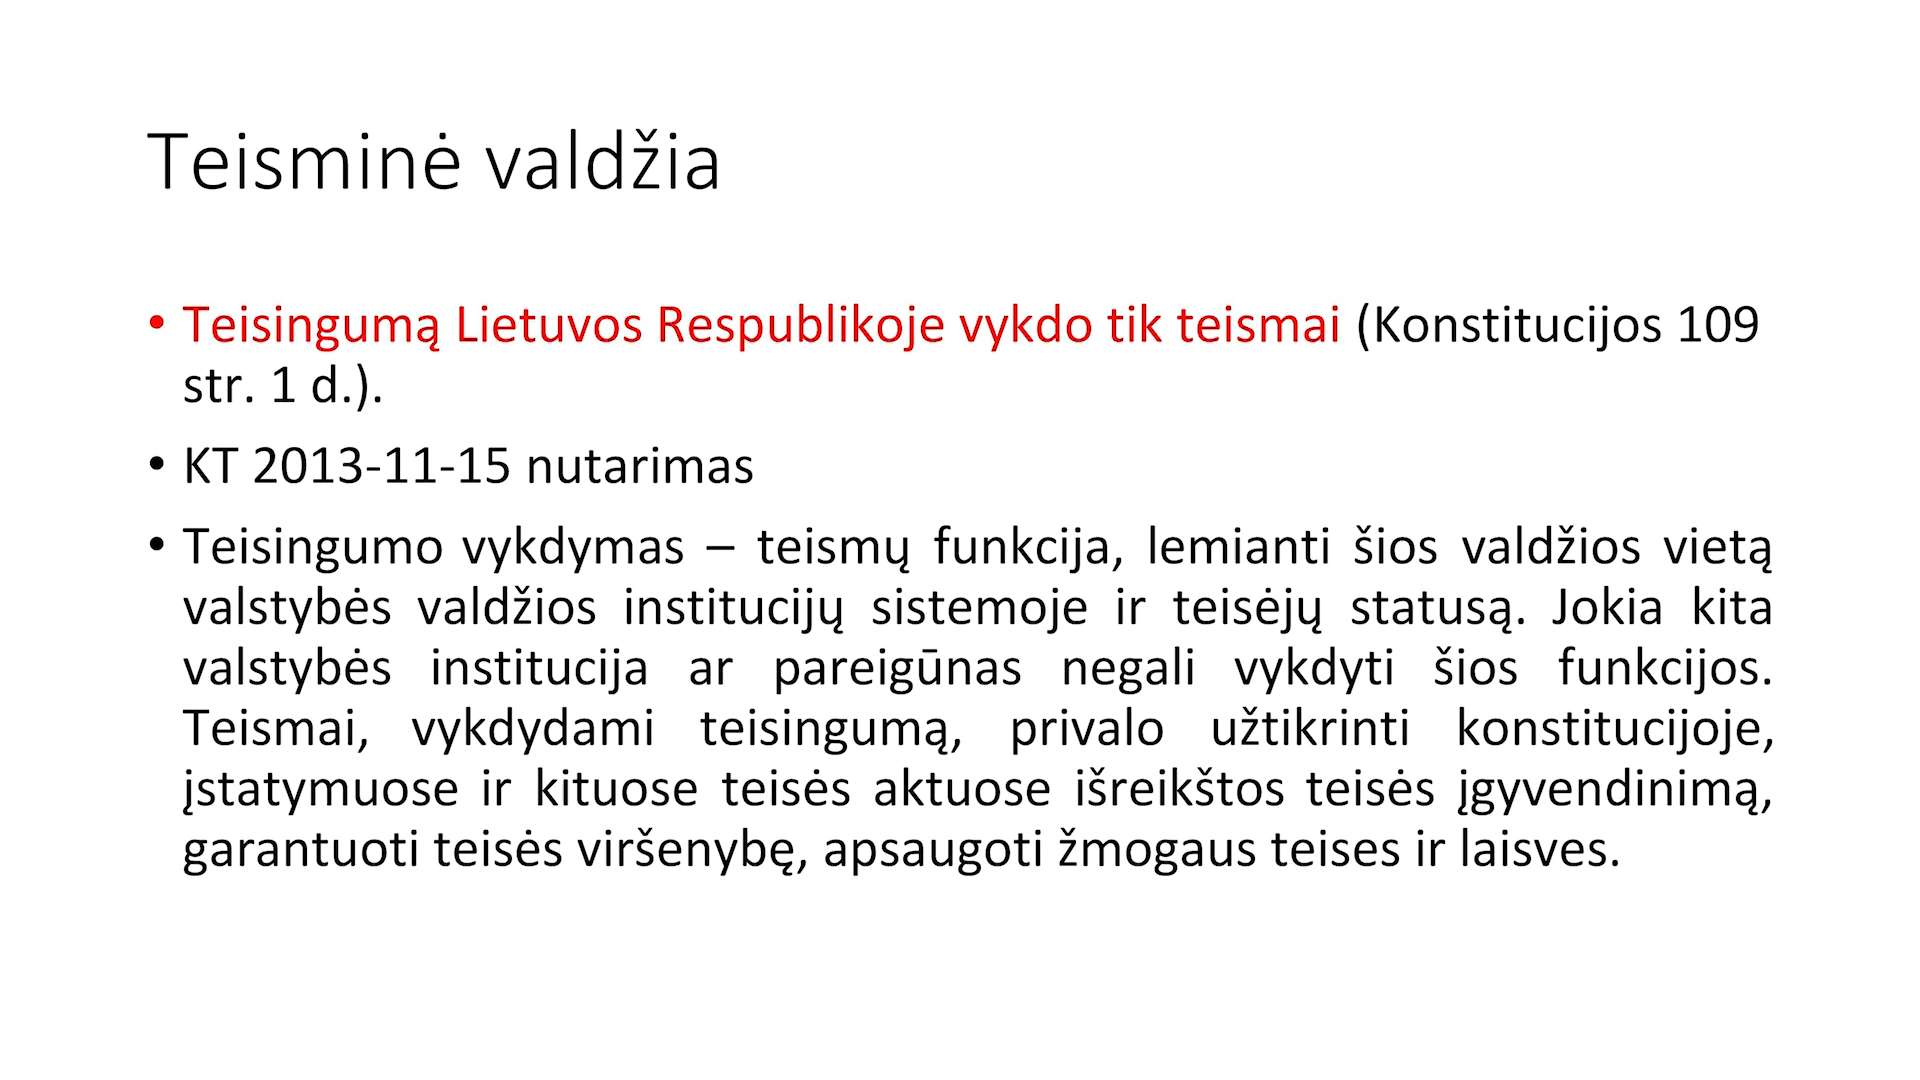 Teisminė valdžia
• Teisingumą Lietuvos Respublikoje vykdo tik teismai (Konstitucijos 109
str. 1 d.).
• KT 2013-11-15 nutarimas
• Teisingumo vykdymas – teismų funkcija, lemianti šios valdžios vietą
valstybės valdžios institucijų sistemoje ir teisėjų statusą. Jokia kita
valstybės institucija ar pareigūnas negali vykdyti šios funkcijos.
Teismai, vykdydami teisingumą, privalo užtikrinti konstitucijoje,
įstatymuose ir kituose teisės aktuose išreikštos teisės įgyvendinimą,
garantuoti teisės viršenybę, apsaugoti žmogaus teises ir laisves.